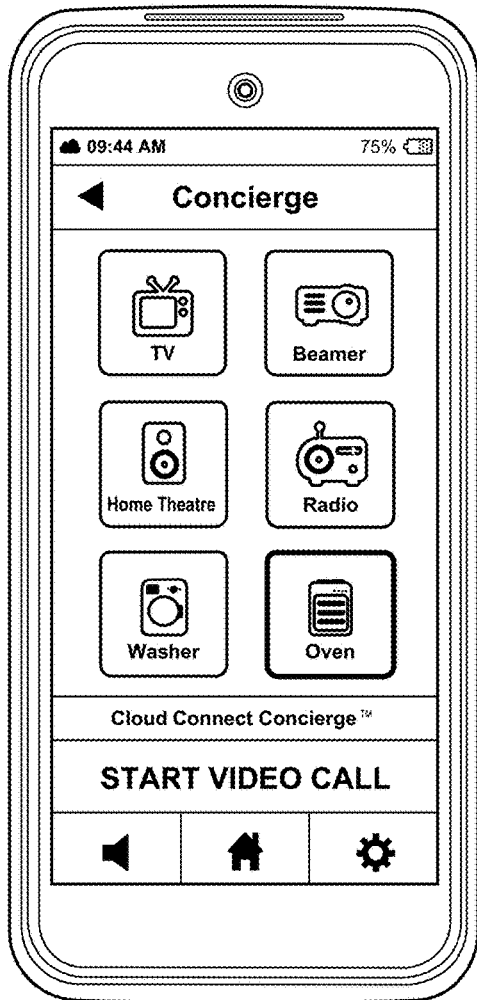 09:44 AM 75%
Concierge
TV Beamer
Home Theatre Radio
Washer Oven
Cloud Connect Concierge™
START VIDEO CALL